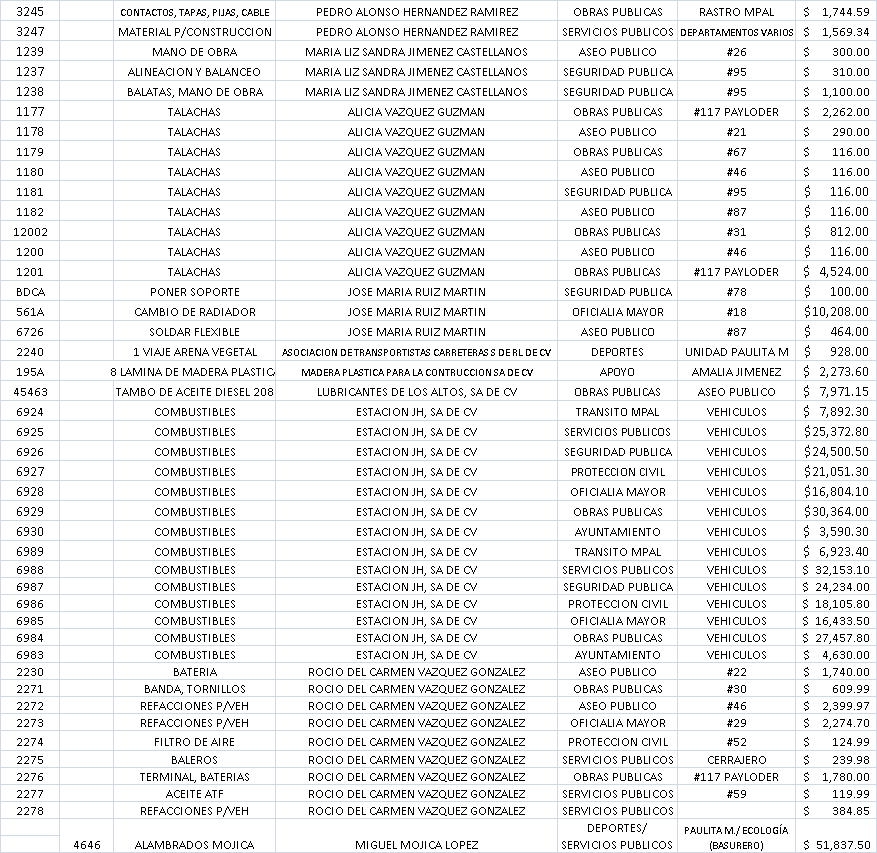 3245 CONTACTOS, TAPAS, PIJAS, CABLE PEDRO ALONSO HERNANDEZ RAMIREZ OBRAS PUBLICAS RASTRO MPAL $ 1,744.59
3247 MATERIAL P/CONSTRUCCION PEDRO ALONSO HERNANDEZ RAMIREZ SERVICIOS PUBLICOS DEPARTAMENTOS VARIOS $ 1,569.34
1239 MANO DE OBRA MARIA LIZ SANDRA JIMENEZ CASTELLANOS ASEO PUBLICO #26 $ 300.00
1237 ALINEACION Y BALANCEO MARIA LIZ SANDRA JIMENEZ CASTELLANOS SEGURIDAD PUBLICA #95 $ 310.00
1238 BALATAS, MANO DE OBRA MARIA LIZ SANDRA JIMENEZ CASTELLANOS SEGURIDAD PUBLICA #95 $ 1,100.00
1177 TALACHAS ALICIA VAZQUEZ GUZMAN OBRAS PUBLICAS #117 PAYLODER $ 2,262.00
1178 TALACHAS ALICIA VAZQUEZ GUZMAN ASEO PUBLICO #21 $ 290.00
1179 TALACHAS ALICIA VAZQUEZ GUZMAN OBRAS PUBLICAS #67 $ 116.00
1180 TALACHAS ALICIA VAZQUEZ GUZMAN ASEO PUBLICO #46 $ 116.00
1181 TALACHAS ALICIA VAZQUEZ GUZMAN SEGURIDAD PUBLICA #95 $ 116.00
1182 TALACHAS ALICIA VAZQUEZ GUZMAN ASEO PUBLICO #87 $ 116.00
12002 TALACHAS ALICIA VAZQUEZ GUZMAN OBRAS PUBLICAS #31 $ 812.00
1200 TALACHAS ALICIA VAZQUEZ GUZMAN ASEO PUBLICO #46 $ 116.00
1201 TALACHAS ALICIA VAZQUEZ GUZMAN OBRAS PUBLICAS #117 PAYLODER $ 4,524.00
BDCA PONER SOPORTE JOSE MARIA RUIZ MARTIN SEGURIDAD PUBLICA #78 $ 100.00
561A CAMBIO DE RADIADOR JOSE MARIA RUIZ MARTIN OFICIALIA MAYOR #18 $10,208.00
6726 SOLDAR FLEXIBLE JOSE MARIA RUIZ MARTIN ASEO PUBLICO #87 $ 464.00
2240 1 VIAJE ARENA VEGETAL ASOCIACION DE TRANSPORTISTAS CARRETERAS S DE RL DE CV DEPORTES UNIDAD PAULITA M $ 928.00
195A 8 LAMINA DE MADERA PLASTICA MADERA PLASTICA PARA LA CONTRUCCION SA DE CV APOYO AMALIA JIMENEZ $ 2,273.60
45463 TAMBO DE ACEITE DIESEL 208 LUBRICANTES DE LOS ALTOS, SA DE CV OBRAS PUBLICAS ASEO PUBLICO $ 7,971.15
6924 COMBUSTIBLES ESTACION JH, SA DE CV TRANSITO MPAL VEHICULOS $ 7,892.30
6925 COMBUSTIBLES ESTACION JH, SA DE CV SERVICIOS PUBLICOS VEHICULOS $25,372.80
6926 COMBUSTIBLES ESTACION JH, SA DE CV SEGURIDAD PUBLICA VEHICULOS $24,500.50
6927 COMBUSTIBLES ESTACION JH, SA DE CV PROTECCION CIVIL VEHICULOS $21,051.30
6928 COMBUSTIBLES ESTACION JH, SA DE CV OFICIALIA MAYOR VEHICULOS $16,804.10
6929 COMBUSTIBLES ESTACION JH, SA DE CV OBRAS PUBLICAS VEHICULOS $30,364.00
6930 COMBUSTIBLES ESTACION JH, SA DE CV AYUNTAMIENTO VEHICULOS $ 3,590.30
6989 COMBUSTIBLES ESTACION JH, SA DE CV TRANSITO MPAL VEHICULOS $ 6,923.40
6988 COMBUSTIBLES ESTACION JH, SA DE CV SERVICIOS PUBLICOS VEHICULOS $ 32,153.10
6987 COMBUSTIBLES ESTACION JH, SA DE CV SEGURIDAD PUBLICA VEHICULOS $ 24,234.00
6986 COMBUSTIBLES ESTACION JH, SA DE CV PROTECCION CIVIL VEHICULOS $ 18,105.80
6985 COMBUSTIBLES ESTACION JH, SA DE CV OFICIALIA MAYOR VEHICULOS $ 16,433.50
6984 COMBUSTIBLES ESTACION JH, SA DE CV OBRAS PUBLICAS VEHICULOS $ 27,457.80
6983 COMBUSTIBLES ESTACION JH, SA DE CV AYUNTAMIENTO VEHICULOS $ 4,630.00
2230 BATERIA ROCIO DEL CARMEN VAZQUEZ GONZALEZ ASEO PUBLICO #22 $ 1,740.00
2271 BANDA, TORNILLOS ROCIO DEL CARMEN VAZQUEZ GONZALEZ OBRAS PUBLICAS #30 $ 609.99
2272 REFACCIONES P/VEH ROCIO DEL CARMEN VAZQUEZ GONZALEZ ASEO PUBLICO #46 $ 2,399.97
2273 REFACCIONES P/VEH ROCIO DEL CARMEN VAZQUEZ GONZALEZ OFICIALIA MAYOR #29 $ 2,274.70
2274 FILTRO DE AIRE ROCIO DEL CARMEN VAZQUEZ GONZALEZ PROTECCION CIVIL #52 $ 124.99
2275 BALEROS ROCIO DEL CARMEN VAZQUEZ GONZALEZ SERVICIOS PUBLICOS CERRAJERO $ 239.98
2276 TERMINAL, BATERIAS ROCIO DEL CARMEN VAZQUEZ GONZALEZ OBRAS PUBLICAS #117 PAYLODER $ 1,780.00
2277 ACEITE ATF ROCIO DEL CARMEN VAZQUEZ GONZALEZ SERVICIOS PUBLICOS #59 $ 119.99
2278 REFACCIONES P/VEH ROCIO DEL CARMEN VAZQUEZ GONZALEZ SERVICIOS PUBLICOS $ 384.85
DEPORTES/ PAULITA M./ ECOLOGÍA
4646 ALAMBRADOS MOJICA MIGUEL MOJICA LOPEZ SERVICIOS PUBLICOS (BASURERO) $ 51,837.50